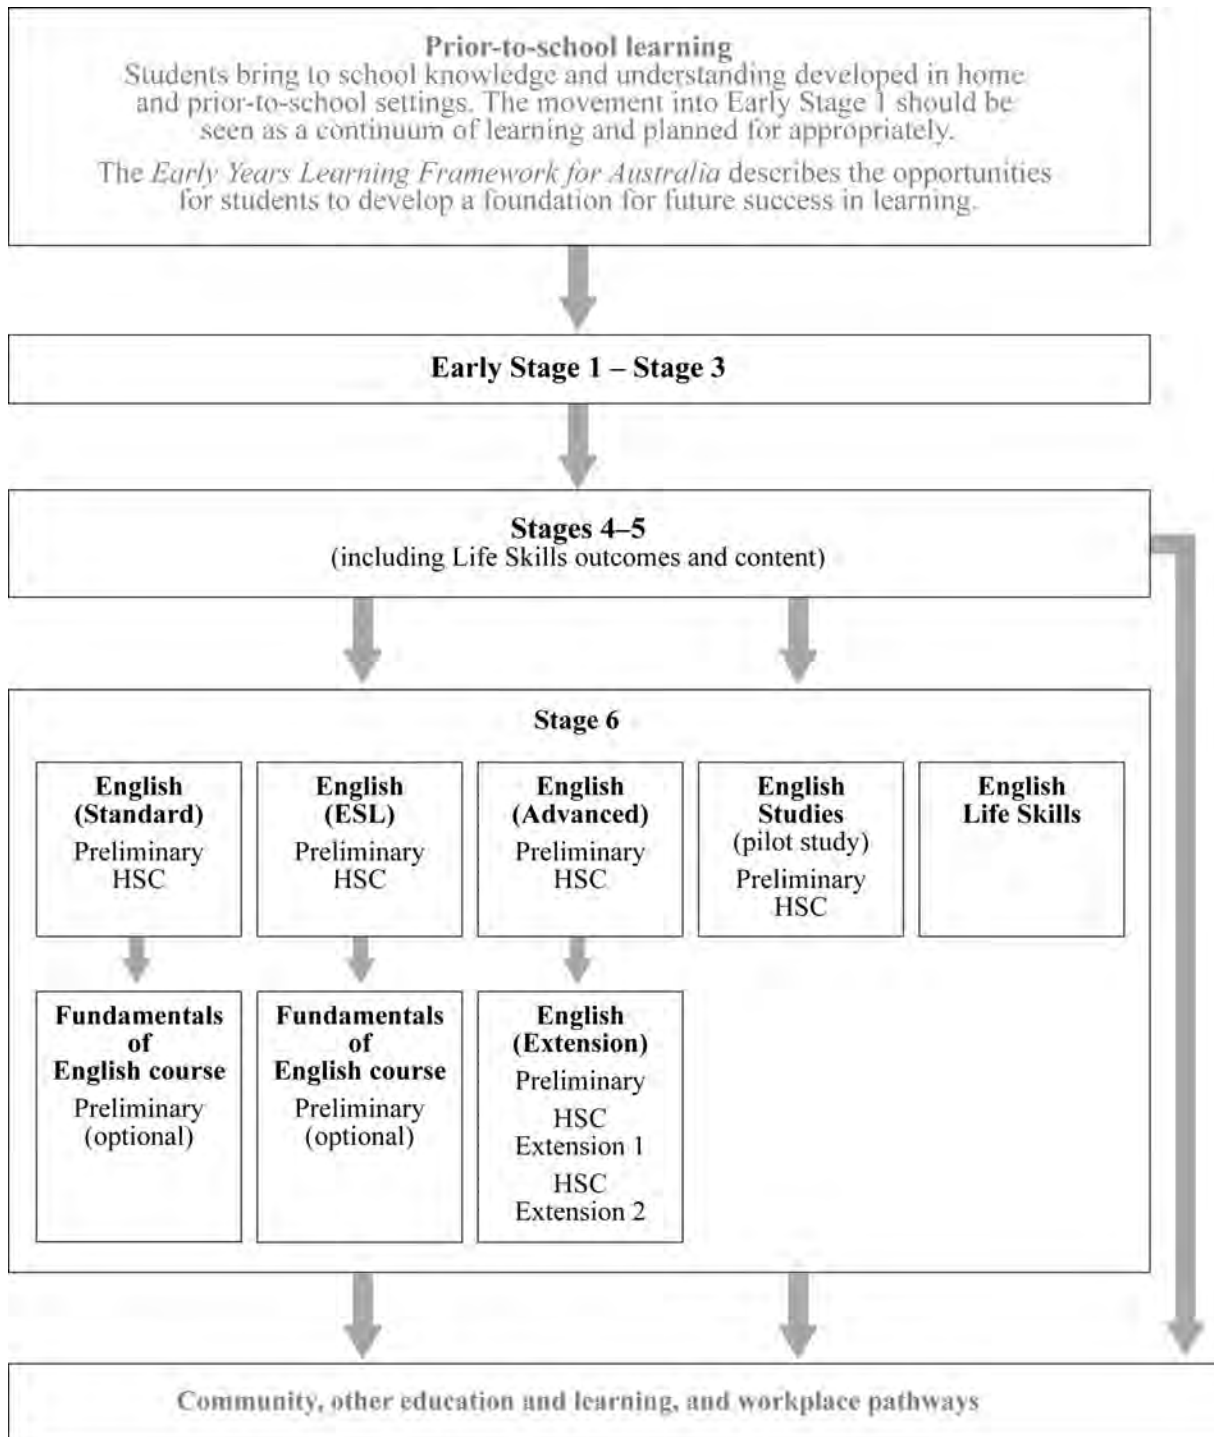 Prior-to-school learning
Students bring to school knowledge and understanding developed in home
and prior-to-school settings. The movement into Early Stage 1 should be
seen as a continuum of learning and planned for appropriately.
The Early Years Learning Framework for Australia describes the opportunities
for students to develop a foundation for future success in learning.
Early Stage 1 – Stage 3
Stages 4–5
(including Life Skills outcomes and content)
Stage 6
English
(Standard)
Preliminary
HSC
English
(ESL)
Preliminary
HSC
English
(Advanced)
Preliminary
HSC
English
Studies
(pilot study)
Preliminary
HSC
English
Life Skills
Fundamentals
of
English course
Preliminary
(optional)
Fundamentals
of
English course
Preliminary
(optional)
English
(Extension)
Preliminary
HSC
Extension 1
HSC
Extension 2
Community, other education and learning, and workplace pathways